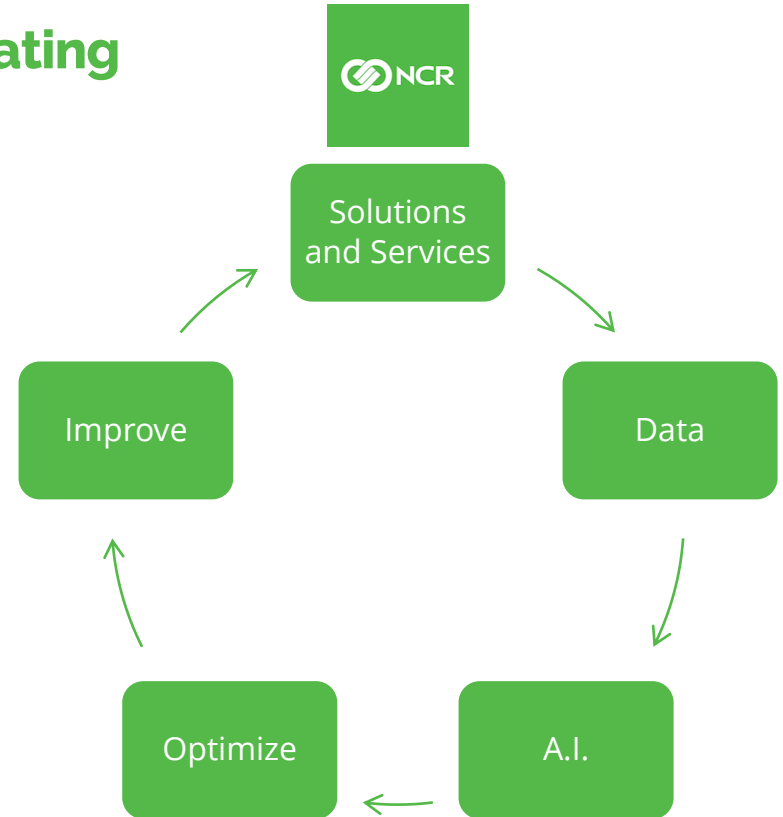 ating
NCR
Solutions
and Services
Improve
Data
Optimize
A.I.